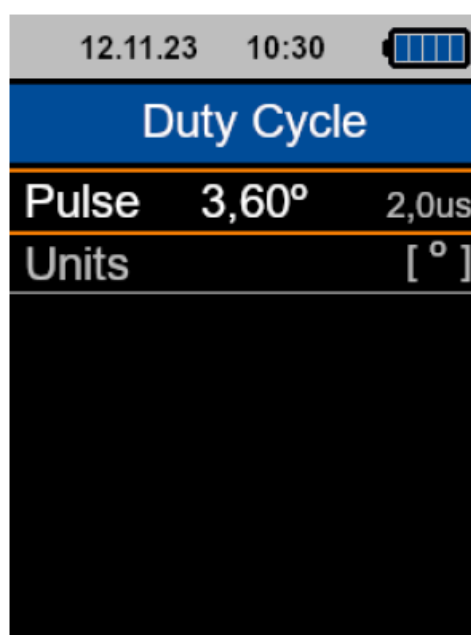 12.11.23 10:30
Duty Cycle
Pulse 3,60º 2,0us
Units [ º ]